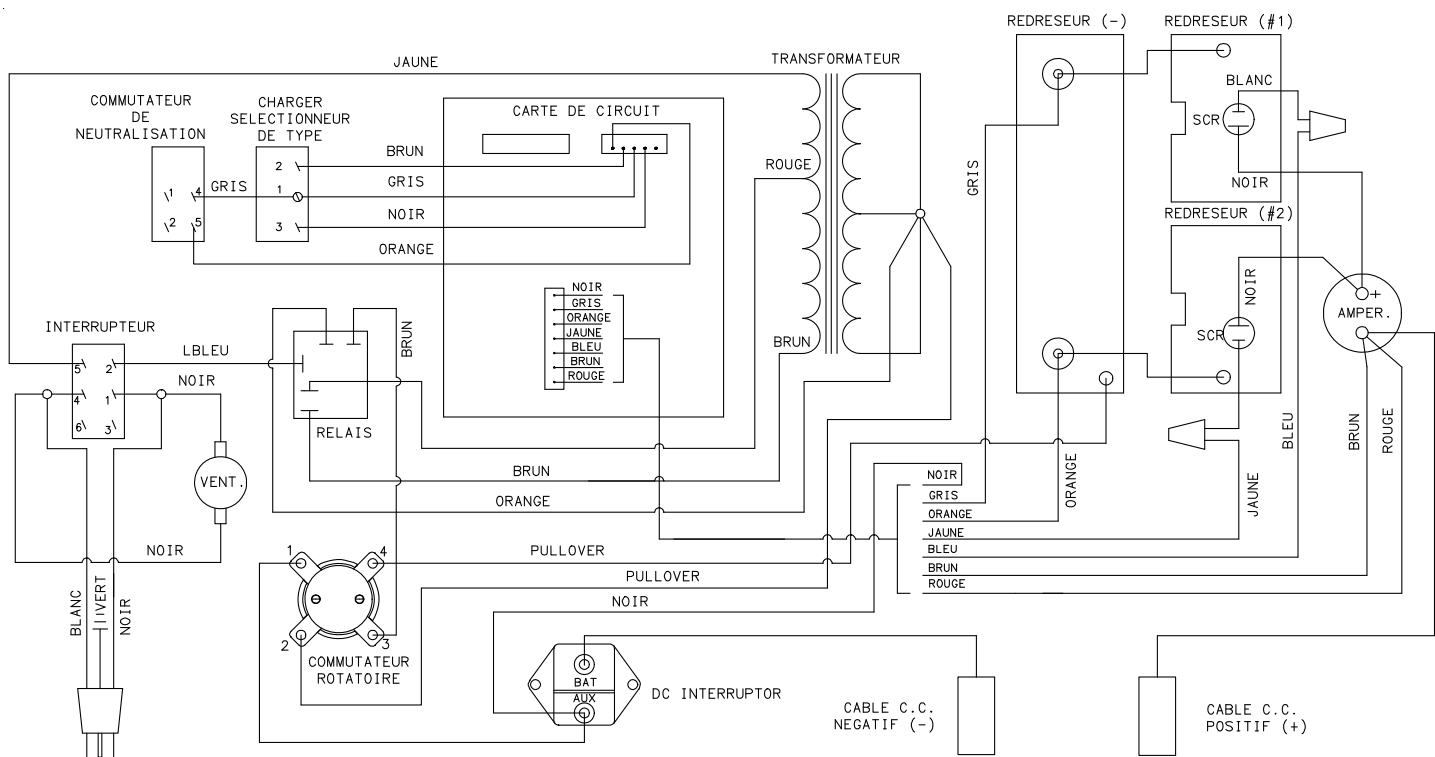 REDRESEUR (-)
REDRESEUR (#1)
JAUNE
TRANSFORMATEUR
COMMUTATEUR
DE
NEUTRALISATION
CHARGER
SELECTIONNEUR
DE TYPE
CARTE DE CIRCUIT
BLANC
SCR
BRUN
2
ROUGE
GRIS
GRIS
GRIS
1
4
1
NOIR
NOIR
2
5
3
ORANGE
REDRESEUR (#2)
NOIR
GRIS
ORANGE
JAUNE
BLEU
BRUN
ROUGE
NOIR
+
AMPER.
SCR
INTERRUPTEUR
LBLEU
BRUN
BRUN
5
2
NOIR
4
1
6
3
RELAIS
BLEU
BRUN
ROUGE
VENT.
BRUN
ORANGE
NOIR
GRIS
ORANGE
JAUNE
BLEU
BRUN
ROUGE
ORANGE
JAUNE
NOIR
1
4
PULLOVER
PULLOVER
NOIR
BLANC
VERT
NOIR
2
3
COMMUTATEUR
ROTATOIRE
BAT
AUX
DC INTERRUPTOR
CABLE C.C.
NEGATIF (-)
CABLE C.C.
POSITIF (+)